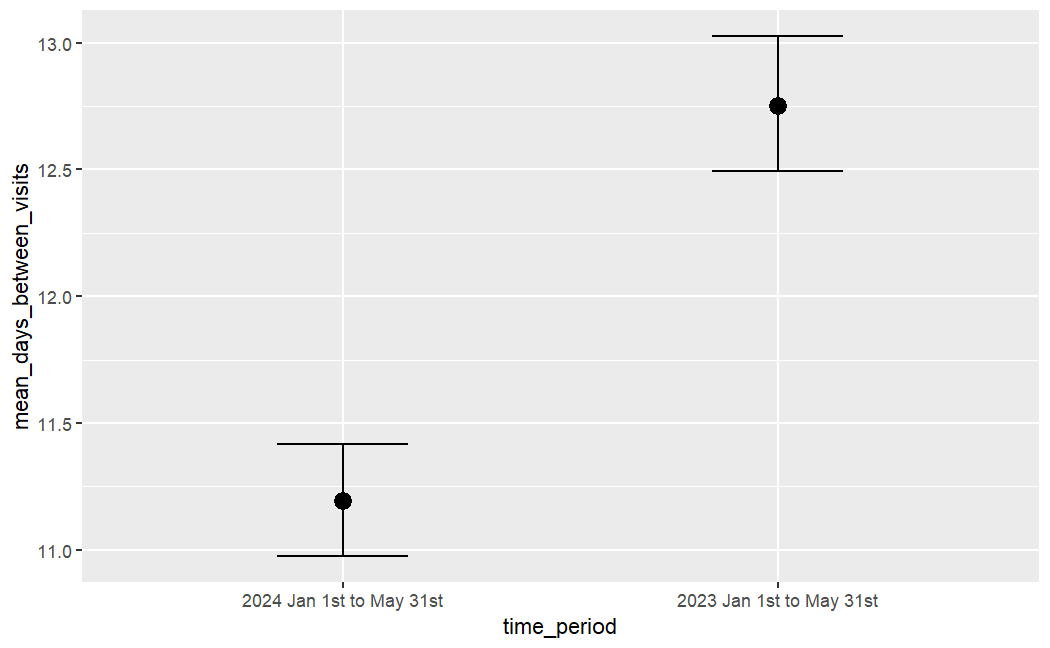 mean_days_between_visits
13.0
12.5
12.0
11.5
11.0
2024 Jan 1st to May 31st
2023 Jan 1st to May 31st
time_period